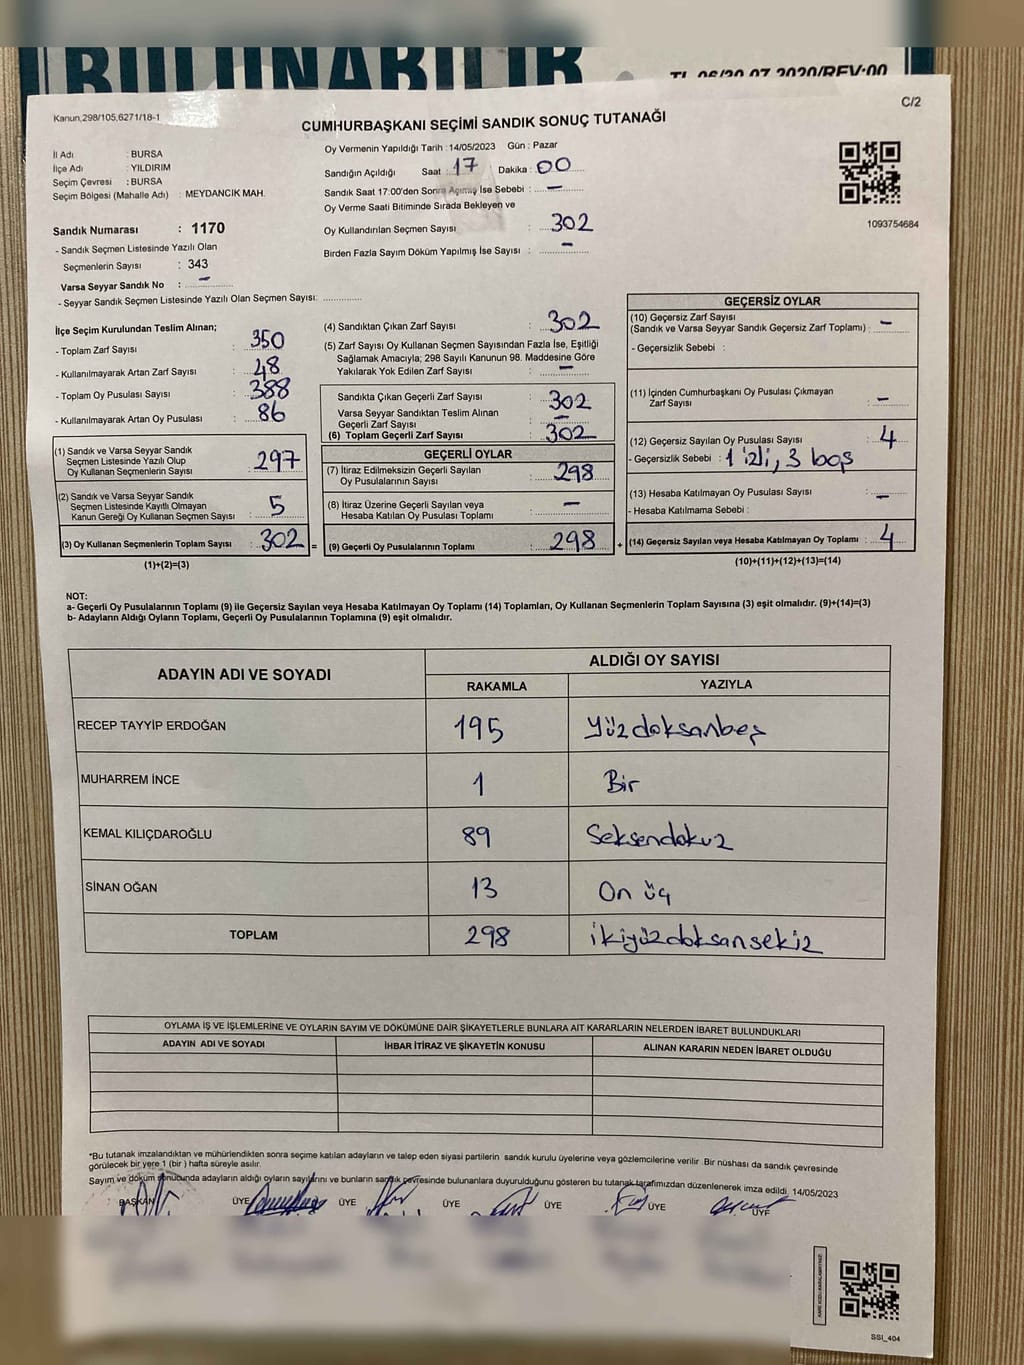 BULUNABİLİR
TL.06/20.07.2020/REV:00
C/2
Kanun,298/105,6271/18-1
CUMHURBAŞKANI SEÇİMİ SANDIK SONUÇ TUTANAĞI
İl Adı : BURSA
İlçe Adı : YILDIRIM
Seçim Çevresi : BURSA
Seçim Bölgesi (Mahalle Adı) : MEYDANCIK MAH.
Sandık Numarası : 1170
- Sandık Seçmen Listesinde Yazılı Olan
Seçmenlerin Sayısı : 343
Varsa Seyyar Sandık No : –
- Seyyar Sandık Seçmen Listesinde Yazılı Olan Seçmen Sayısı: ..............
Oy Vermenin Yapıldığı Tarih : 14/05/2023 Gün : Pazar
Sandığın Açıldığı Saat : 17 Dakika : 00
Sandık Saat 17:00'den Sonra Açılmış İse Sebebi : –
Oy Verme Saati Bitiminde Sırada Bekleyen ve
Oy Kullandırılan Seçmen Sayısı : 302
Birden Fazla Sayım Döküm Yapılmış İse Sayısı : –
1093754684
İlçe Seçim Kurulundan Teslim Alınan;
- Toplam Zarf Sayısı : 350
- Kullanılmayarak Artan Zarf Sayısı : 48
- Toplam Oy Pusulası Sayısı : 388
- Kullanılmayarak Artan Oy Pusulası : 86
(1) Sandık ve Varsa Seyyar Sandık
Seçmen Listesinde Yazılı Olup
Oy Kullanan Seçmenlerin Sayısı : 297
(2) Sandık ve Varsa Seyyar Sandık
Seçmen Listesinde Kayıtlı Olmayan
Kanun Gereği Oy Kullanan Seçmen Sayısı : 5
(3) Oy Kullanan Seçmenlerin Toplam Sayısı : 302 =
(1)+(2)=(3)
(4) Sandıktan Çıkan Zarf Sayısı : 302
(5) Zarf Sayısı Oy Kullanan Seçmen Sayısından Fazla İse, Eşitliği
Sağlamak Amacıyla; 298 Sayılı Kanunun 98. Maddesine Göre
Yakılarak Yok Edilen Zarf Sayısı : –
Sandıkta Çıkan Geçerli Zarf Sayısı : 302
Varsa Seyyar Sandıktan Teslim Alınan
Geçerli Zarf Sayısı : –
(6) Toplam Geçerli Zarf Sayısı : 302
GEÇERLİ OYLAR
(7) İtiraz Edilmeksizin Geçerli Sayılan
Oy Pusulalarının Sayısı : 298
(8) İtiraz Üzerine Geçerli Sayılan veya
Hesaba Katılan Oy Pusulası Toplamı : –
(9) Geçerli Oy Pusulalarının Toplamı : 298 +
GEÇERSİZ OYLAR
(10) Geçersiz Zarf Sayısı
(Sandık ve Varsa Seyyar Sandık Geçersiz Zarf Toplamı) : –
- Geçersizlik Sebebi :
(11) İçinden Cumhurbaşkanı Oy Pusulası Çıkmayan
Zarf Sayısı : –
(12) Geçersiz Sayılan Oy Pusulası Sayısı : 4
- Geçersizlik Sebebi : 1 izli, 3 boş
(13) Hesaba Katılmayan Oy Pusulası Sayısı : –
- Hesaba Katılmama Sebebi :
(14) Geçersiz Sayılan veya Hesaba Katılmayan Oy Toplamı : 4
(10)+(11)+(12)+(13)=(14)
NOT:
a- Geçerli Oy Pusulalarının Toplamı (9) ile Geçersiz Sayılan veya Hesaba Katılmayan Oy Toplamı (14) Toplamları, Oy Kullanan Seçmenlerin Toplam Sayısına (3) eşit olmalıdır. (9)+(14)=(3)
b- Adayların Aldığı Oyların Toplamı, Geçerli Oy Pusulalarının Toplamına (9) eşit olmalıdır.
ADAYIN ADI VE SOYADI ALDIĞI OY SAYISI
RAKAMLA YAZIYLA
RECEP TAYYİP ERDOĞAN 195 Yüzdoksanbeş
MUHARREM İNCE 1 Bir
KEMAL KILIÇDAROĞLU 89 Seksendokuz
SİNAN OĞAN 13 On üç
TOPLAM 298 ikiyüzdoksansekiz
OYLAMA İŞ VE İŞLEMLERİNE VE OYLARIN SAYIM VE DÖKÜMÜNE DAİR ŞİKAYETLERLE BUNLARA AİT KARARLARIN NELERDEN İBARET BULUNDUKLARI
ADAYIN ADI VE SOYADI İHBAR İTİRAZ VE ŞİKAYETİN KONUSU ALINAN KARARIN NEDEN İBARET OLDUĞU
*Bu tutanak imzalandıktan ve mühürlendikten sonra seçime katılan adayların ve talep eden siyasi partilerin sandık kurulu üyelerine veya gözlemcilerine verilir. Bir nüshası da sandık çevresinde
görülecek bir yere 1 (bir) hafta süreyle asılır.
Sayım ve döküm sonucunda adayların aldığı oyların sayılarını ve bunların sandık çevresinde bulunanlara duyurulduğunu gösteren bu tutanak tarafımızdan düzenlenerek imza edildi. 14/05/2023
BAŞKAN ÜYE ÜYE ÜYE ÜYE ÜYE ÜYE
SSI_404